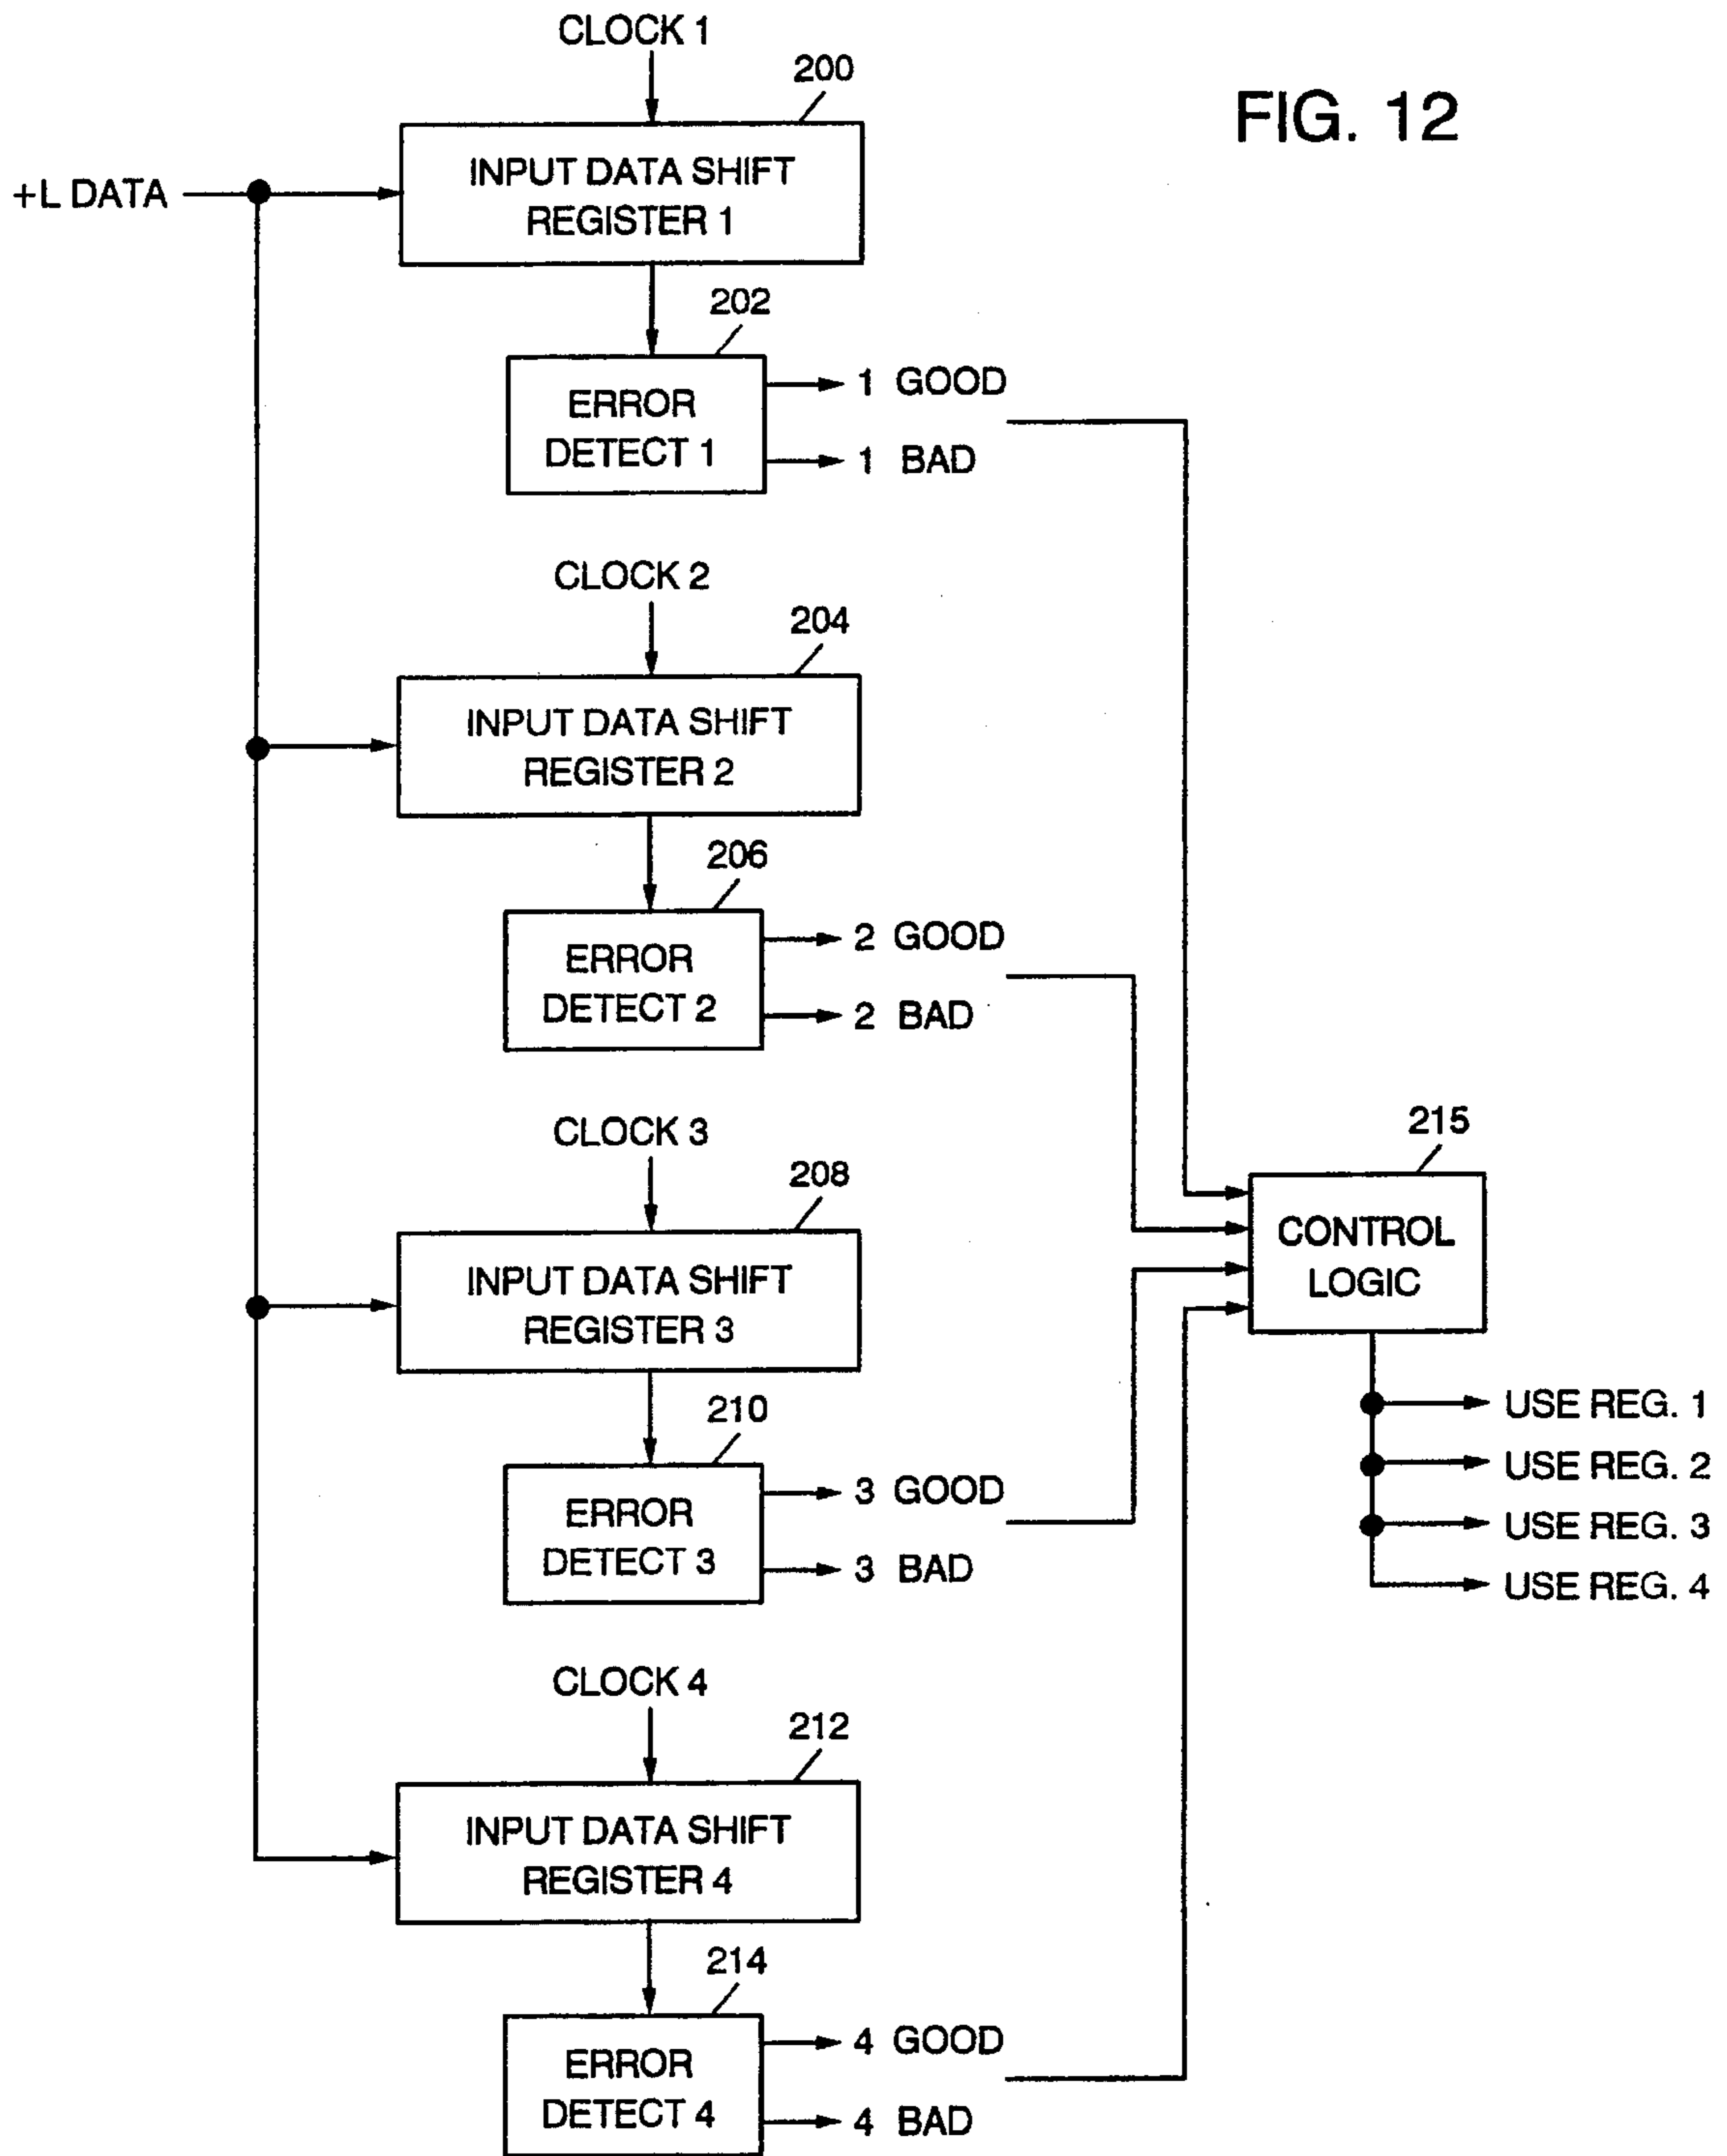 CLOCK 1
200
FIG. 12
+L DATA
INPUT DATA SHIFT
REGISTER 1
202
ERROR
DETECT 1
1 GOOD
1 BAD
CLOCK 2
204
INPUT DATA SHIFT
REGISTER 2
206
ERROR
DETECT 2
2 GOOD
2 BAD
CLOCK 3
208
INPUT DATA SHIFT
REGISTER 3
210
ERROR
DETECT 3
3 GOOD
3 BAD
CLOCK 4
212
INPUT DATA SHIFT
REGISTER 4
214
ERROR
DETECT 4
4 GOOD
4 BAD
215
CONTROL
LOGIC
USE REG. 1
USE REG. 2
USE REG. 3
USE REG. 4